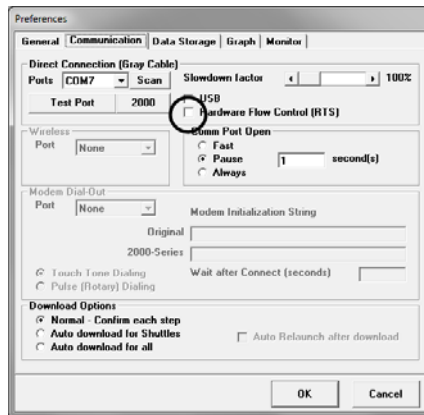 Preferences
General Communication Data Storage Graph Monitor
Direct Connection (Gray Cable)
Ports COM7 Scan Slowdown factor 100%
Test Port 2000 USB
Hardware Flow Control (RTS)
Wireless Comm Port Open
Port None Fast
Pause 1 second(s)
Always
Modem Dial-Out
Port None Modem Initialization String
Original
2000-Series
Touch Tone Dialing Wait after Connect (seconds)
Pulse (Rotary) Dialing
Download Options
Normal - Confirm each step
Auto download for Shuttles Auto Relaunch after download
Auto download for all
OK Cancel